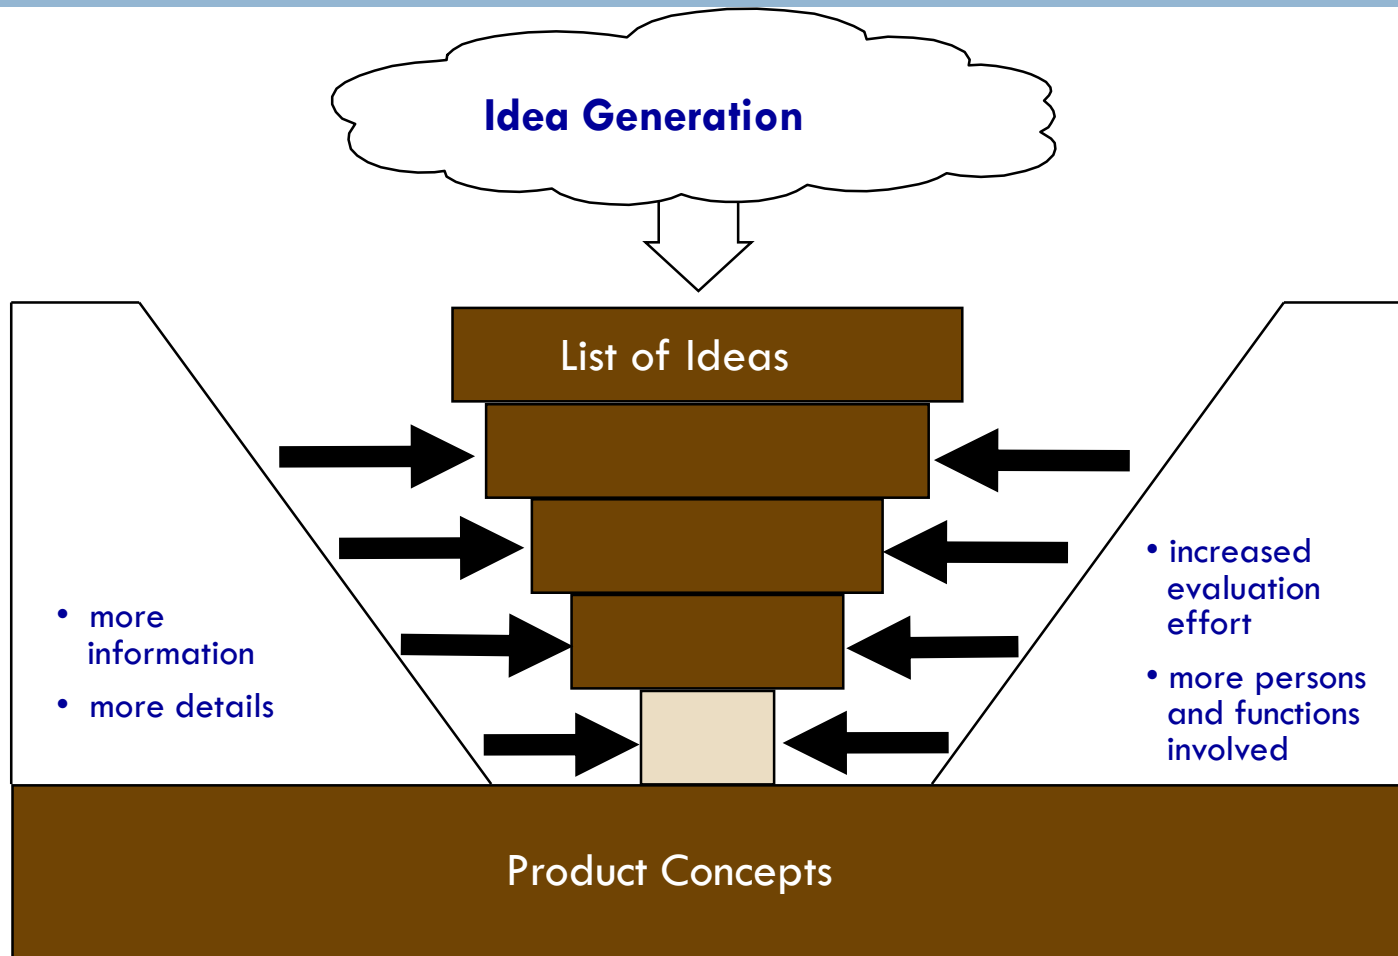 Idea Generation
List of Ideas
• more
information
• more details
• increased
evaluation
effort
• more persons
and functions
involved
Product Concepts